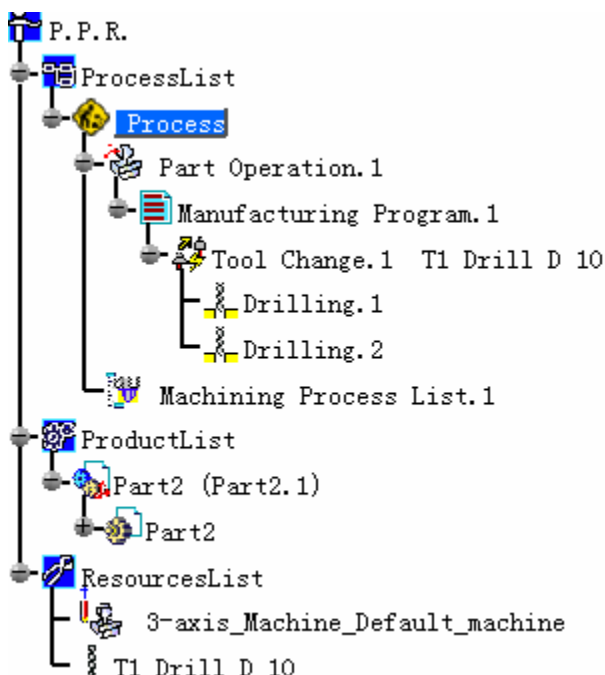 P.P.R.
ProcessList
Process
Part Operation.1
Manufacturing Program.1
Tool Change.1  T1 Drill D 10
Drilling.1
Drilling.2
Machining Process List.1
ProductList
Part2 (Part2.1)
Part2
ResourcesList
3-axis_Machine_Default_machine
T1 Drill D 10